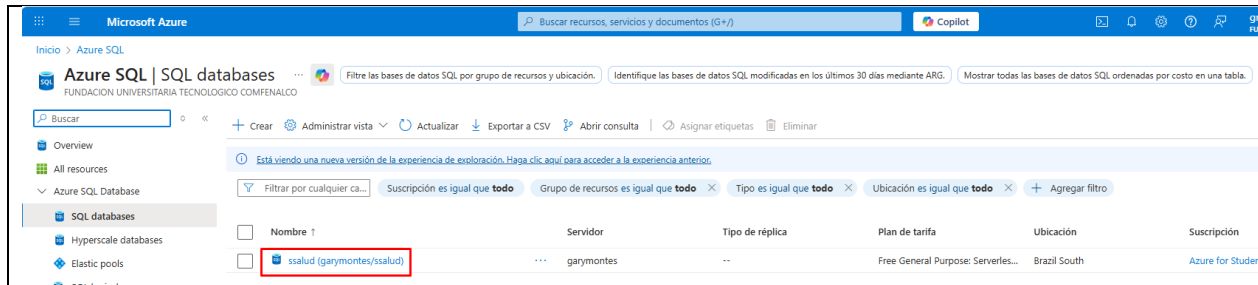 Microsoft Azure
Buscar recursos, servicios y documentos (G+/)
Copilot
Inicio > Azure SQL
Azure SQL | SQL databases ...
Filtre las bases de datos SQL por grupo de recursos y ubicación.
Identifique las bases de datos SQL modificadas en los últimos 30 días mediante ARG.
Mostrar todas las bases de datos SQL ordenadas por costo en una tabla.
FUNDACION UNIVERSITARIA TECNOLOGICO COMFENALCO
Buscar
+ Crear Administrar vista Actualizar Exportar a CSV Abrir consulta | Asignar etiquetas Eliminar
Overview
All resources
Azure SQL Database
SQL databases
Hyperscale databases
Elastic pools
Está viendo una nueva versión de la experiencia de exploración. Haga clic aquí para acceder a la experiencia anterior.
Filtrar por cualquier ca... Suscripción es igual que todo Grupo de recursos es igual que todo Tipo es igual que todo Ubicación es igual que todo Agregar filtro
Nombre ↑ Servidor Tipo de réplica Plan de tarifa Ubicación Suscripción
ssalud (garymontes/ssalud) ... garymontes -- Free General Purpose: Serverles... Brazil South Azure for Studen